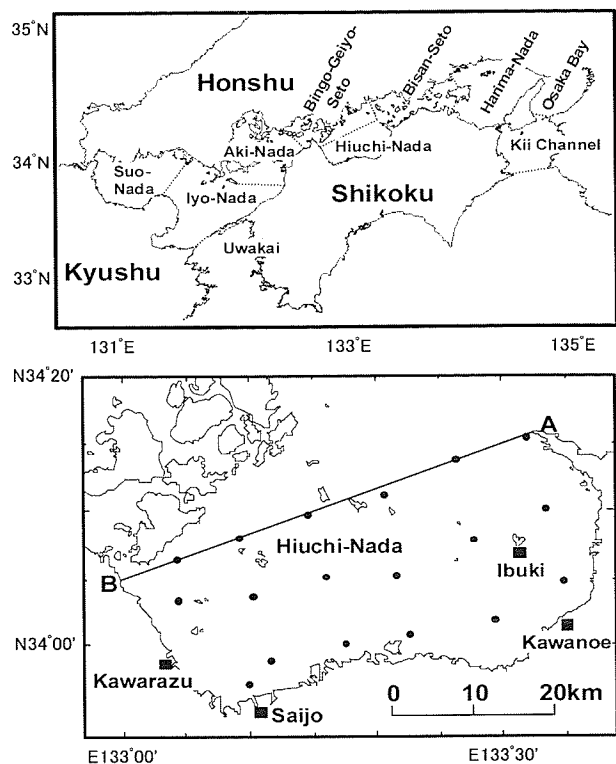 35°N
Honshu
Bingo-Geiyo-
Seto
Bisan-Seto
Harima-Nada
Osaka Bay
34°N
Aki-Nada
Hiuchi-Nada
Kii Channel
Suo-
Nada
Iyo-Nada
Shikoku
Uwakai
33°N
Kyushu
131°E
133°E
135°E
N34°20'
A
Hiuchi-Nada
B
Ibuki
N34°00'
Kawanoe
Kawarazu
Saijo
0 10 20km
E133°00'
E133°30'